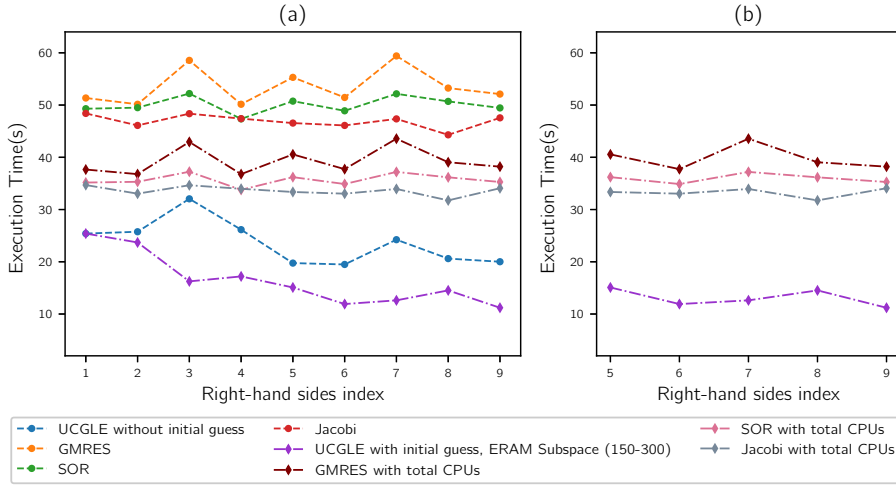 (a)
(b)
Execution Time(s)
60
50
40
30
20
10
1 2 3 4 5 6 7 8 9
Right-hand sides index
Execution Time(s)
60
50
40
30
20
10
5 6 7 8 9
Right-hand sides index
UCGLE without initial guess
GMRES
SOR
Jacobi
UCGLE with initial guess, ERAM Subspace (150-300)
GMRES with total CPUs
SOR with total CPUs
Jacobi with total CPUs